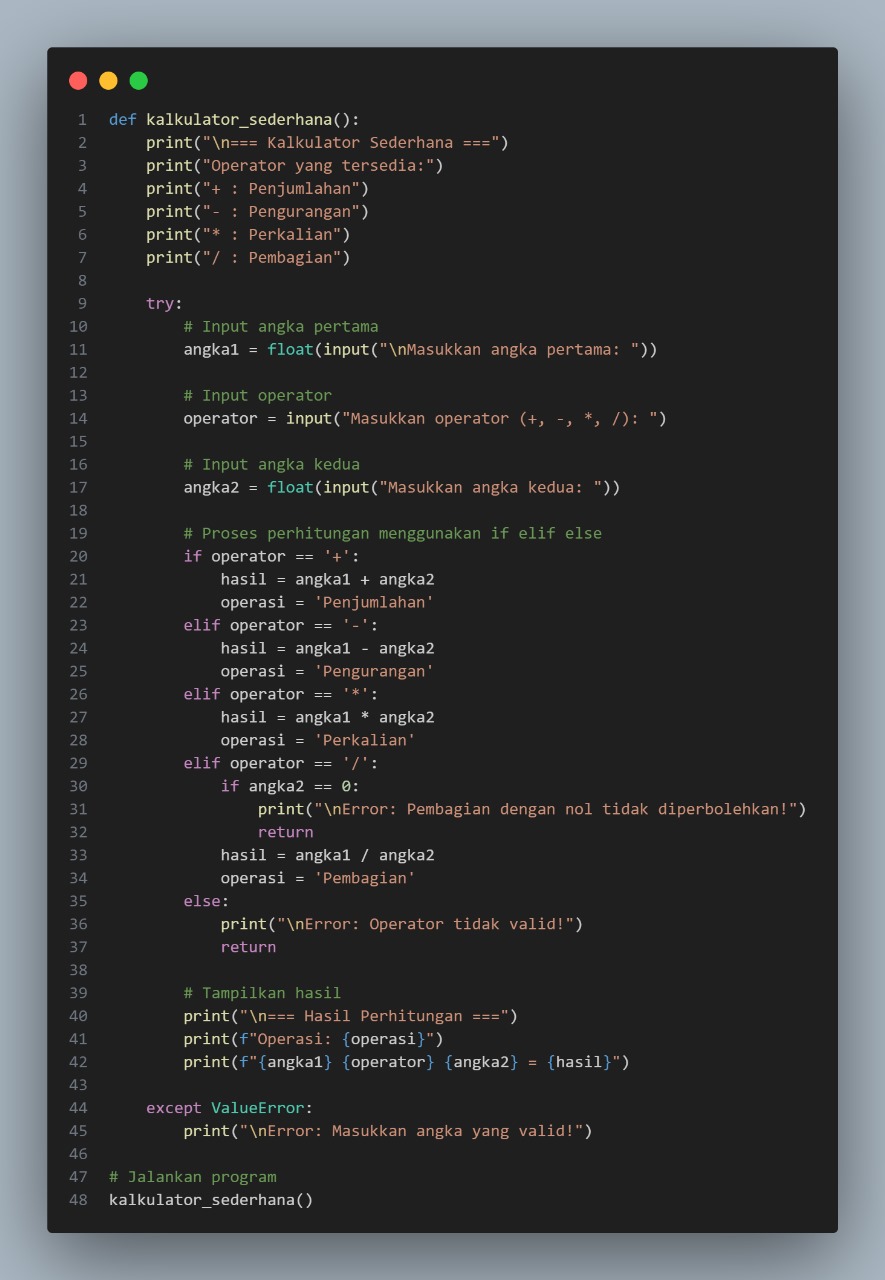 1 def kalkulator_sederhana():
2     print("\n=== Kalkulator Sederhana ===")
3     print("Operator yang tersedia:")
4     print("+ : Penjumlahan")
5     print("- : Pengurangan")
6     print("* : Perkalian")
7     print("/ : Pembagian")
8
9     try:
10         # Input angka pertama
11         angka1 = float(input("\nMasukkan angka pertama: "))
12
13         # Input operator
14         operator = input("Masukkan operator (+, -, *, /): ")
15
16         # Input angka kedua
17         angka2 = float(input("Masukkan angka kedua: "))
18
19         # Proses perhitungan menggunakan if elif else
20         if operator == '+':
21             hasil = angka1 + angka2
22             operasi = 'Penjumlahan'
23         elif operator == '-':
24             hasil = angka1 - angka2
25             operasi = 'Pengurangan'
26         elif operator == '*':
27             hasil = angka1 * angka2
28             operasi = 'Perkalian'
29         elif operator == '/':
30             if angka2 == 0:
31                 print("\nError: Pembagian dengan nol tidak diperbolehkan!")
32                 return
33             hasil = angka1 / angka2
34             operasi = 'Pembagian'
35         else:
36             print("\nError: Operator tidak valid!")
37             return
38
39         # Tampilkan hasil
40         print("\n=== Hasil Perhitungan ===")
41         print(f"Operasi: {operasi}")
42         print(f"{angka1} {operator} {angka2} = {hasil}")
43
44     except ValueError:
45         print("\nError: Masukkan angka yang valid!")
46
47 # Jalankan program
48 kalkulator_sederhana()